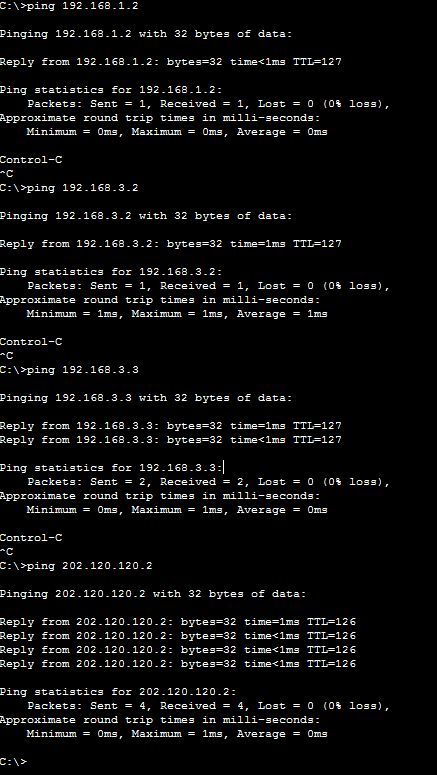 C:\>ping 192.168.1.2
Pinging 192.168.1.2 with 32 bytes of data:
Reply from 192.168.1.2: bytes=32 time<1ms TTL=127
Ping statistics for 192.168.1.2:
    Packets: Sent = 1, Received = 1, Lost = 0 (0% loss),
Approximate round trip times in milli-seconds:
    Minimum = 0ms, Maximum = 0ms, Average = 0ms
Control-C
^C
C:\>ping 192.168.3.2
Pinging 192.168.3.2 with 32 bytes of data:
Reply from 192.168.3.2: bytes=32 time=1ms TTL=127
Ping statistics for 192.168.3.2:
    Packets: Sent = 1, Received = 1, Lost = 0 (0% loss),
Approximate round trip times in milli-seconds:
    Minimum = 1ms, Maximum = 1ms, Average = 1ms
Control-C
^C
C:\>ping 192.168.3.3
Pinging 192.168.3.3 with 32 bytes of data:
Reply from 192.168.3.3: bytes=32 time=1ms TTL=127
Reply from 192.168.3.3: bytes=32 time<1ms TTL=127
Ping statistics for 192.168.3.3:
    Packets: Sent = 2, Received = 2, Lost = 0 (0% loss),
Approximate round trip times in milli-seconds:
    Minimum = 0ms, Maximum = 1ms, Average = 0ms
Control-C
^C
C:\>ping 202.120.120.2
Pinging 202.120.120.2 with 32 bytes of data:
Reply from 202.120.120.2: bytes=32 time=1ms TTL=126
Reply from 202.120.120.2: bytes=32 time<1ms TTL=126
Reply from 202.120.120.2: bytes=32 time<1ms TTL=126
Reply from 202.120.120.2: bytes=32 time<1ms TTL=126
Ping statistics for 202.120.120.2:
    Packets: Sent = 4, Received = 4, Lost = 0 (0% loss),
Approximate round trip times in milli-seconds:
    Minimum = 0ms, Maximum = 1ms, Average = 0ms
C:\>